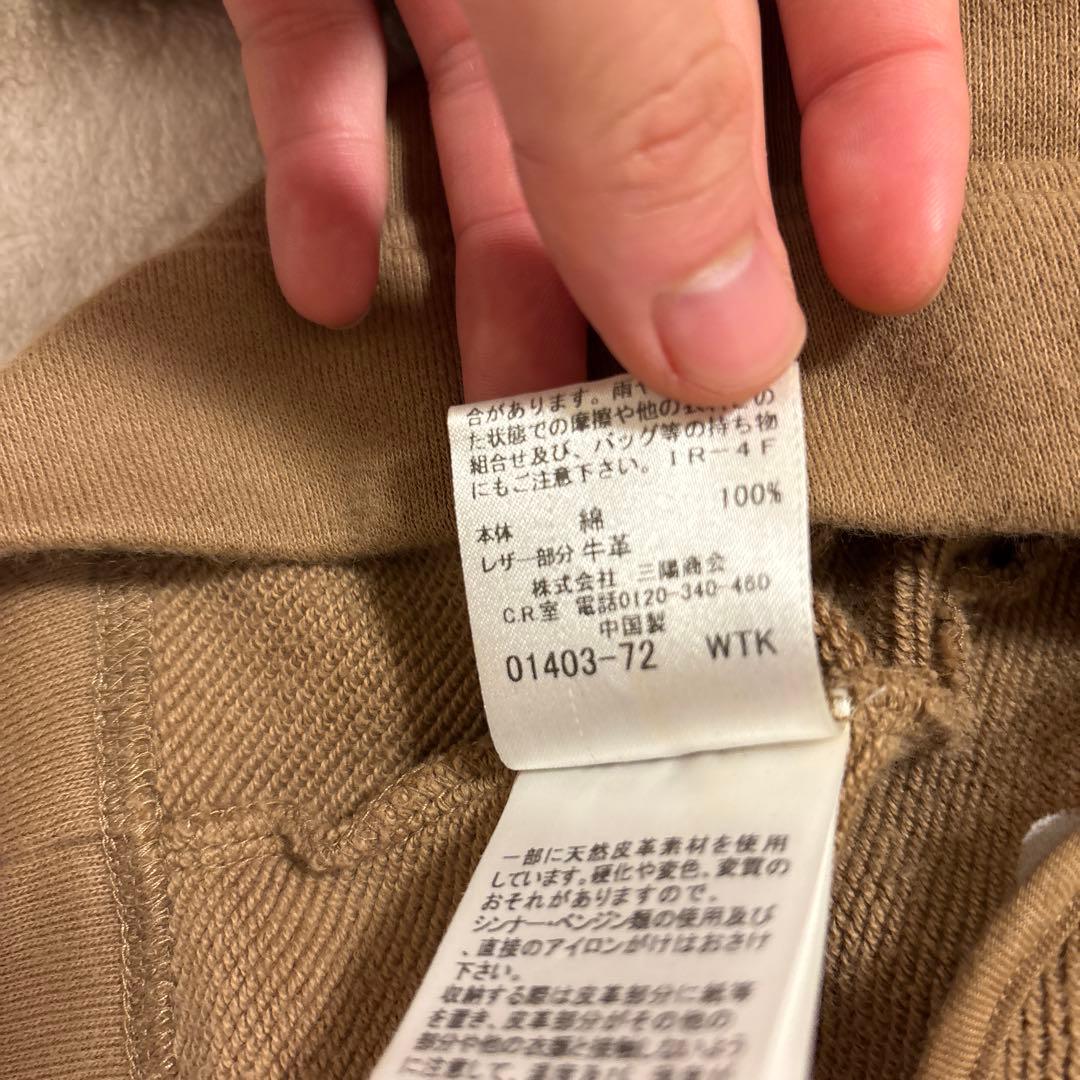 合があります。雨や
た状態での摩擦や他の
組合せ及び、バッグ等の持ち物
にもご注意下さい。 IR-4F
100%
本体 綿
レザー部分 牛革
株式会社 三陽商会
C.R.室 電話0120-340-460
中国製
01403-72 WTK
一部に天然皮革素材を使用
しています。硬化や変色、変質の
おそれがありますので、
シンナー・ベンジン類の使用及び
、直接のアイロンがけはおさけ
下さい。
収納する際は皮革部分に紙等
を置き、皮革部分がその他の
部分や他の衣服と接触しないよう
に注意して、